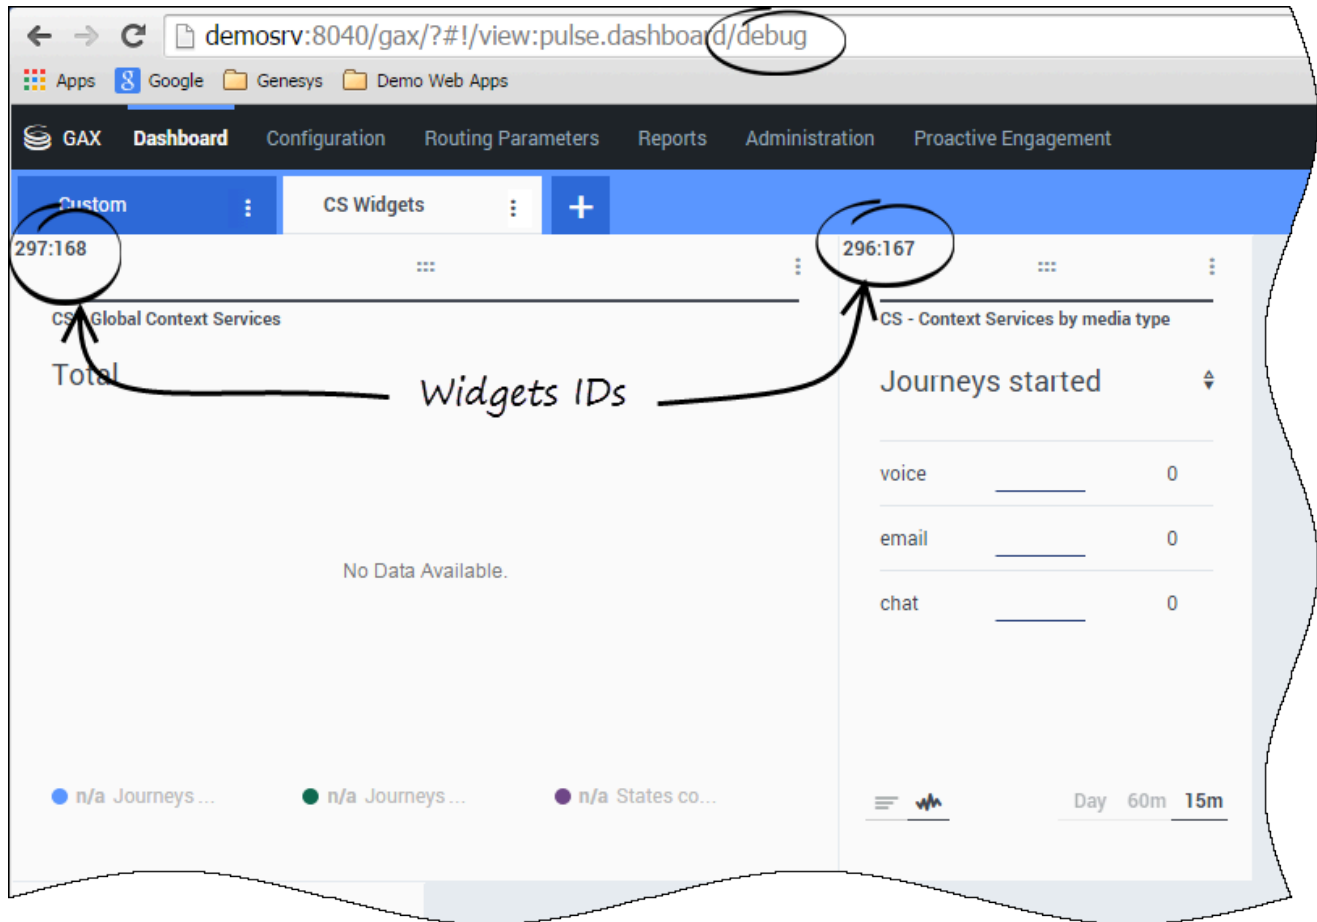 demosrv:8040/gax/?#!/view:pulse.dashboard/debug
Apps Google Genesys Demo Web Apps
GAX Dashboard Configuration Routing Parameters Reports Administration Proactive Engagement
Custom CS Widgets +
297:168 296:167
CS - Global Context Services CS - Context Services by media type
Total Journeys started
Widgets IDs
voice 0
email 0
No Data Available.
chat 0
n/a Journeys ... n/a Journeys ... n/a States co...
Day 60m 15m